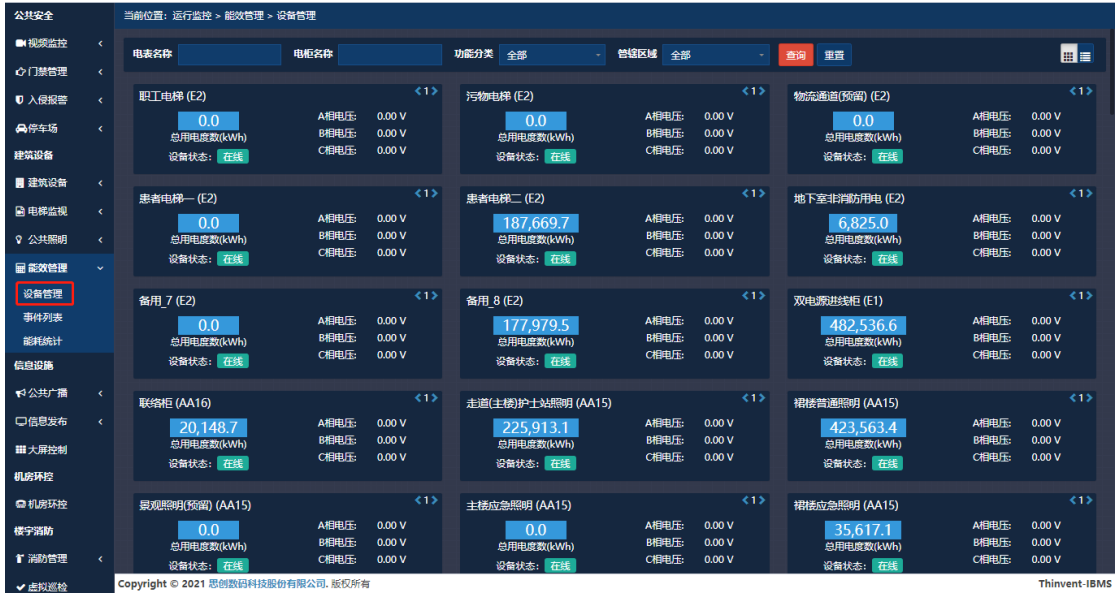 公共安全
视频监控
门禁管理
入侵报警
停车场
建筑设备
建筑设备
电梯监视
公共照明
能效管理
设备管理
事件列表
能耗统计
信息设施
公共广播
信息发布
大屏控制
机房环控
机房环控
楼宇消防
消防管理
虚拟巡检
当前位置：运行监控 > 能效管理 > 设备管理
电表名称 电柜名称 功能分类 全部 管辖区域 全部 查询 重置
职工电梯 (E2) 1
0.0
总用电度数(kWh)
设备状态： 在线
A相电压: 0.00 V
B相电压: 0.00 V
C相电压: 0.00 V
污物电梯 (E2) 1
0.0
总用电度数(kWh)
设备状态： 在线
A相电压: 0.00 V
B相电压: 0.00 V
C相电压: 0.00 V
物流通道(预留) (E2) 1
0.0
总用电度数(kWh)
设备状态： 在线
A相电压: 0.00 V
B相电压: 0.00 V
C相电压: 0.00 V
患者电梯一 (E2) 1
0.0
总用电度数(kWh)
设备状态： 在线
A相电压: 0.00 V
B相电压: 0.00 V
C相电压: 0.00 V
患者电梯二 (E2) 1
187,669.7
总用电度数(kWh)
设备状态： 在线
A相电压: 0.00 V
B相电压: 0.00 V
C相电压: 0.00 V
地下室非消防用电 (E2) 1
6,825.0
总用电度数(kWh)
设备状态： 在线
A相电压: 0.00 V
B相电压: 0.00 V
C相电压: 0.00 V
备用_7 (E2) 1
0.0
总用电度数(kWh)
设备状态： 在线
A相电压: 0.00 V
B相电压: 0.00 V
C相电压: 0.00 V
备用_8 (E2) 1
177,979.5
总用电度数(kWh)
设备状态： 在线
A相电压: 0.00 V
B相电压: 0.00 V
C相电压: 0.00 V
双电源进线柜 (E1) 1
482,536.6
总用电度数(kWh)
设备状态： 在线
A相电压: 0.00 V
B相电压: 0.00 V
C相电压: 0.00 V
联络柜 (AA16) 1
20,148.7
总用电度数(kWh)
设备状态： 在线
A相电压: 0.00 V
B相电压: 0.00 V
C相电压: 0.00 V
走道(主楼)护士站照明 (AA15) 1
225,913.1
总用电度数(kWh)
设备状态： 在线
A相电压: 0.00 V
B相电压: 0.00 V
C相电压: 0.00 V
裙楼普通照明 (AA15) 1
423,563.4
总用电度数(kWh)
设备状态： 在线
A相电压: 0.00 V
B相电压: 0.00 V
C相电压: 0.00 V
景观照明(预留) (AA15) 1
0.0
总用电度数(kWh)
设备状态： 在线
A相电压: 0.00 V
B相电压: 0.00 V
C相电压: 0.00 V
主楼应急照明 (AA15) 1
0.0
总用电度数(kWh)
设备状态： 在线
A相电压: 0.00 V
B相电压: 0.00 V
C相电压: 0.00 V
裙楼应急照明 (AA15) 1
35,617.1
总用电度数(kWh)
设备状态： 在线
A相电压: 0.00 V
B相电压: 0.00 V
C相电压: 0.00 V
Copyright © 2021 思创数码科技股份有限公司. 版权所有 Thinvent-IBMS